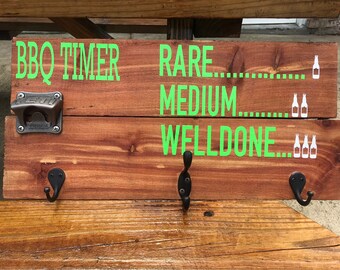 BBQ TIMER
RARE...............
MEDIUM.........
WELLDONE...